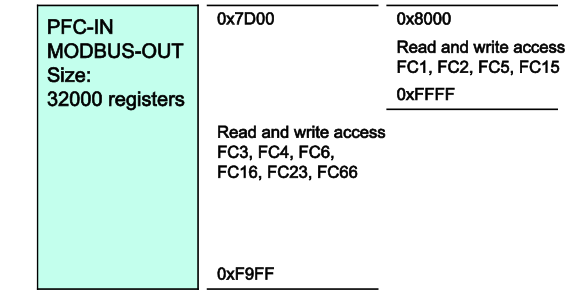 PFC-IN
MODBUS-OUT
Size:
32000 registers
0x7D00
Read and write access
FC3, FC4, FC6,
FC16, FC23, FC66
0xF9FF
0x8000
Read and write access
FC1, FC2, FC5, FC15
0xFFFF